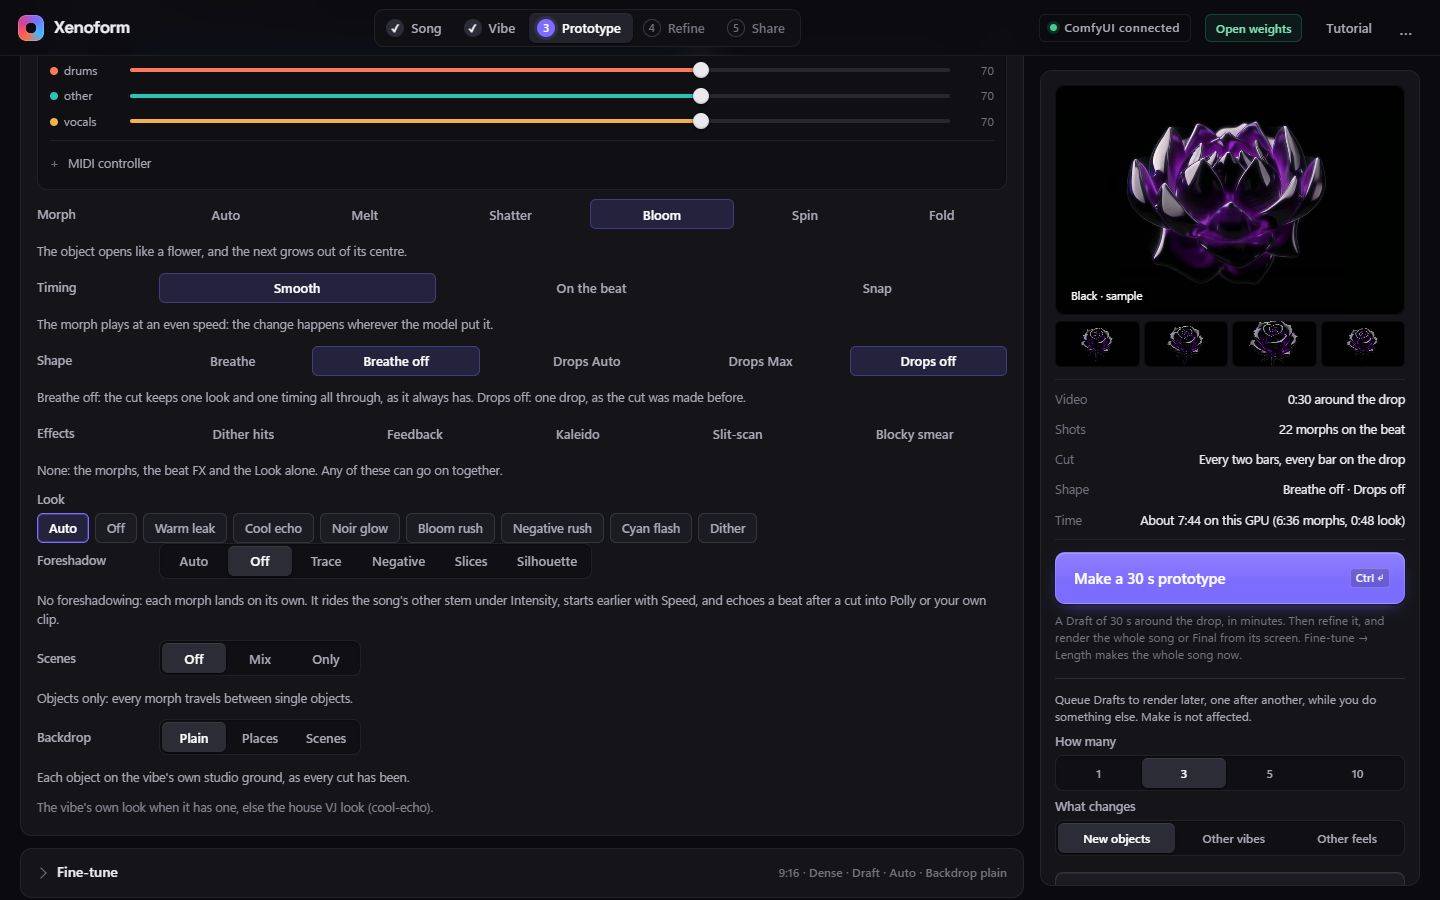 Xenoform
Song
Vibe
3 Prototype
4 Refine
5 Share
ComfyUI connected
Open weights
Tutorial
...
drums 70
other 70
vocals 70
+ MIDI controller
Morph Auto Melt Shatter Bloom Spin Fold
The object opens like a flower, and the next grows out of its centre.
Timing Smooth On the beat Snap
The morph plays at an even speed: the change happens wherever the model put it.
Shape Breathe Breathe off Drops Auto Drops Max Drops off
Breathe off: the cut keeps one look and one timing all through, as it always has. Drops off: one drop, as the cut was made before.
Effects Dither hits Feedback Kaleido Slit-scan Blocky smear
None: the morphs, the beat FX and the Look alone. Any of these can go on together.
Look
Auto Off Warm leak Cool echo Noir glow Bloom rush Negative rush Cyan flash Dither
Foreshadow Auto Off Trace Negative Slices Silhouette
No foreshadowing: each morph lands on its own. It rides the song's other stem under Intensity, starts earlier with Speed, and echoes a beat after a cut into Polly or your own
clip.
Scenes Off Mix Only
Objects only: every morph travels between single objects.
Backdrop Plain Places Scenes
Each object on the vibe's own studio ground, as every cut has been.
The vibe's own look when it has one, else the house VJ look (cool-echo).
Fine-tune 9:16 · Dense · Draft · Auto · Backdrop plain
Black · sample
Video 0:30 around the drop
Shots 22 morphs on the beat
Cut Every two bars, every bar on the drop
Shape Breathe off · Drops off
Time About 7:44 on this GPU (6:36 morphs, 0:48 look)
Make a 30 s prototype Ctrl ↵
A Draft of 30 s around the drop, in minutes. Then refine it, and
render the whole song or Final from its screen. Fine-tune →
Length makes the whole song now.
Queue Drafts to render later, one after another, while you do
something else. Make is not affected.
How many
1 3 5 10
What changes
New objects Other vibes Other feels